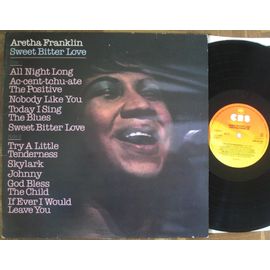 Aretha Franklin
Sweet Bitter Love
All Night Long
Ac-cent-tchu-ate
The Positive
Nobody Like You
Today I Sing
The Blues
Sweet Bitter Love
Try A Little
Tenderness
Skylark
Johnny
God Bless
The Child
If Ever I Would
Leave You
CBS